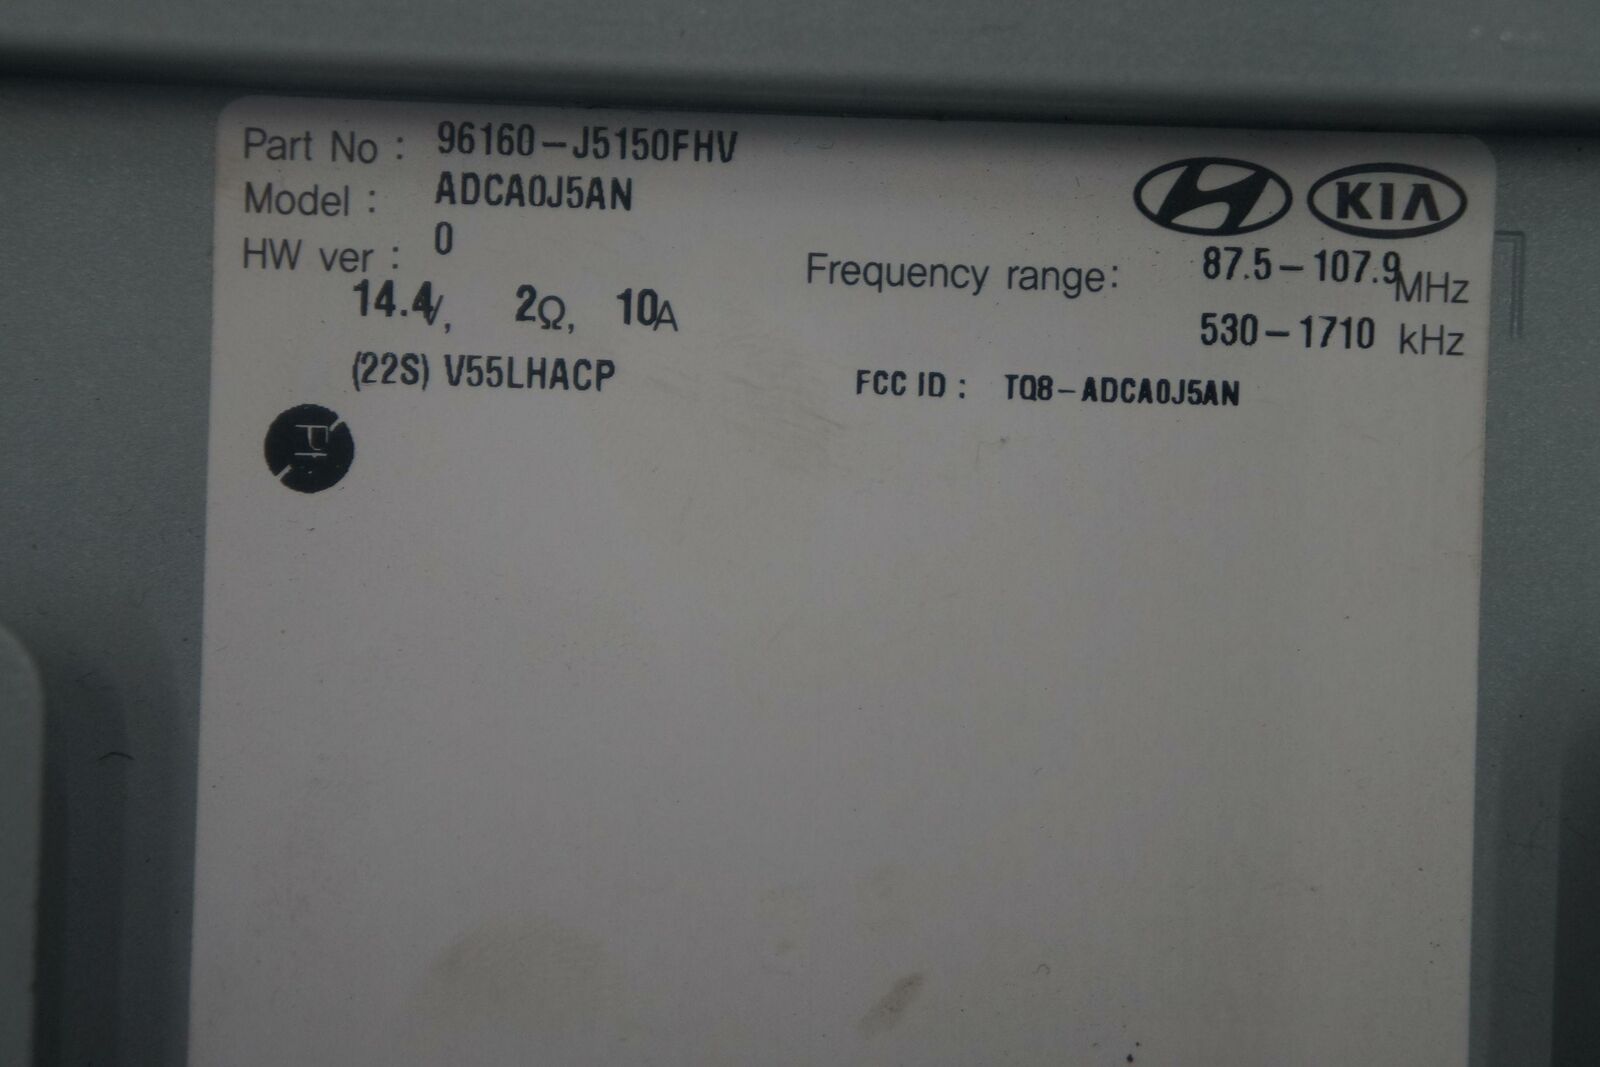 Part No : 96160-J5150FHV
Model : ADCA0J5AN
HW ver : 0
14.4V, 2Ω, 10A
(22S) V55LHACP
KIA
Frequency range: 87.5-107.9 MHz
530-1710 kHz
FCC ID : TQ8-ADCA0J5AN